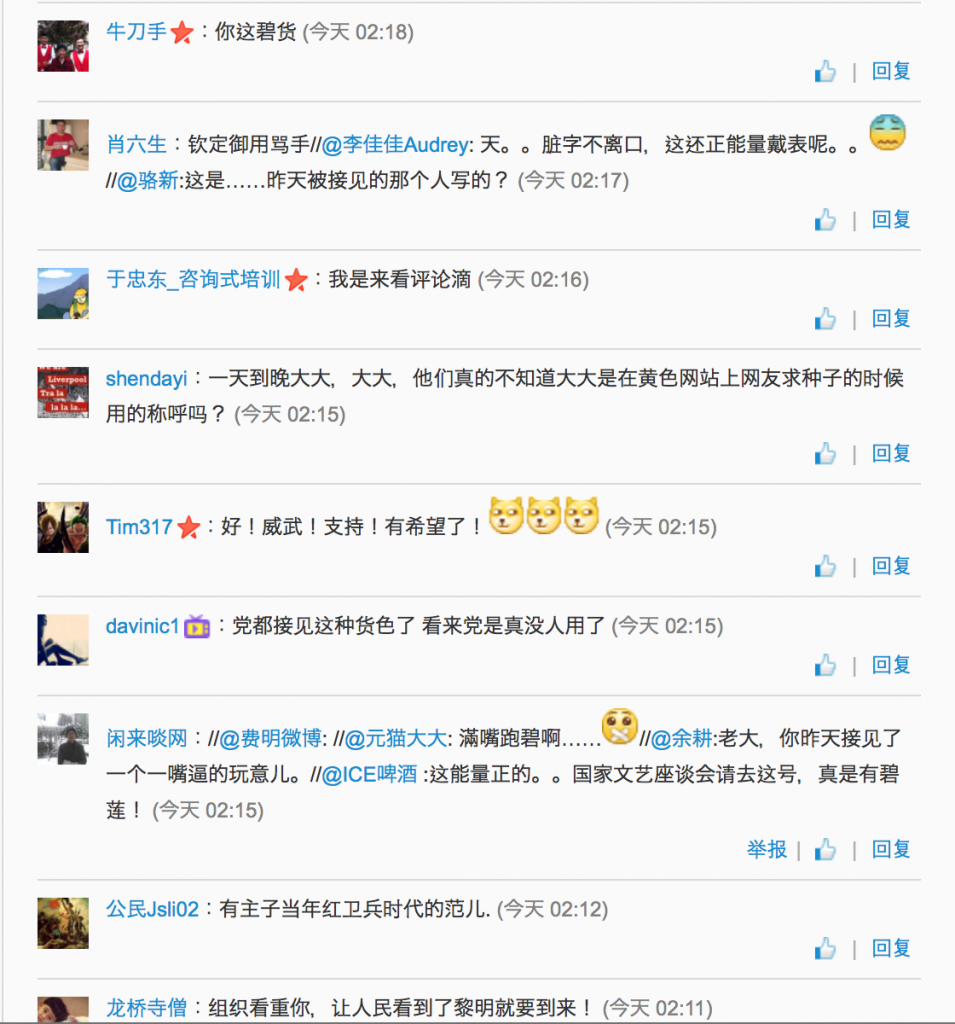 牛刀手：你这碧货 (今天 02:18)
| 回复
肖六生：钦定御用骂手//@李佳佳Audrey: 天。。脏字不离口，这还正能量戴表呢。。
//@骆新:这是……昨天被接见的那个人写的？ (今天 02:17)
| 回复
于忠东_咨询式培训：我是来看评论滴 (今天 02:16)
| 回复
Liverpool
Tra la
la la la...
shendayi：一天到晚大大，大大，他们真的不知道大大是在黄色网站上网友求种子的时候
用的称呼吗？ (今天 02:15)
| 回复
Tim317：好！威武！支持！有希望了！ (今天 02:15)
| 回复
davinic1：党都接见这种货色了 看来党是真没人用了 (今天 02:15)
| 回复
闲来啖网：//@费明微博: //@元猫大大: 满嘴跑碧啊……//@余耕:老大，你昨天接见了
一个一嘴逼的玩意儿。//@ICE啤酒 :这能量正的。。国家文艺座谈会请去这号，真是有碧
莲！ (今天 02:15)
举报 | | 回复
公民Jsli02：有主子当年红卫兵时代的范儿. (今天 02:12)
| 回复
龙桥寺僧：组织看重你，让人民看到了黎明就要到来！ (今天 02:11)